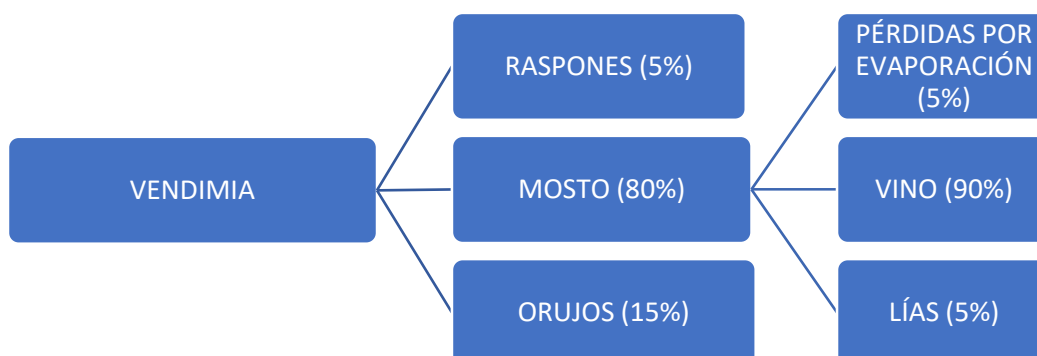 VENDIMIA
RASPONES (5%)
MOSTO (80%)
ORUJOS (15%)
PÉRDIDAS POR
EVAPORACIÓN
(5%)
VINO (90%)
LÍAS (5%)